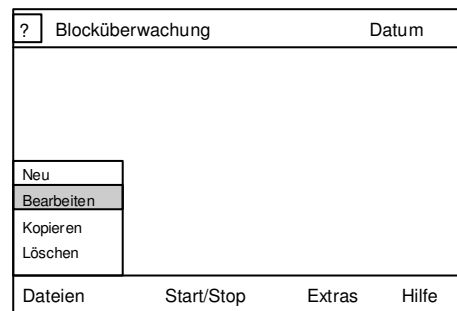 ? Blocküberwachung Datum
Neu
Bearbeiten
Kopieren
Löschen
Dateien Start/Stop Extras Hilfe